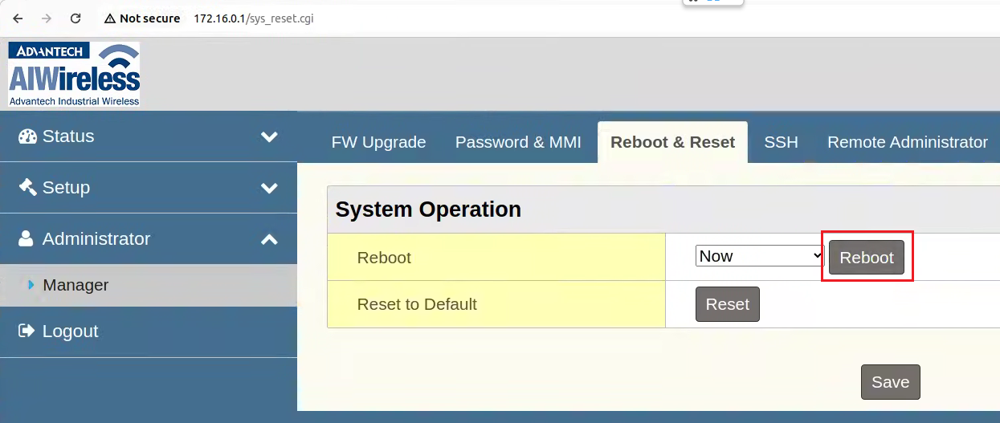 Not secure 172.16.0.1/sys_reset.cgi
ADVANTECH
AIWireless
Advantech Industrial Wireless
Status
Setup
Administrator
Manager
Logout
FW Upgrade Password & MMI Reboot & Reset SSH Remote Administrator
System Operation
Reboot Now Reboot
Reset to Default Reset
Save